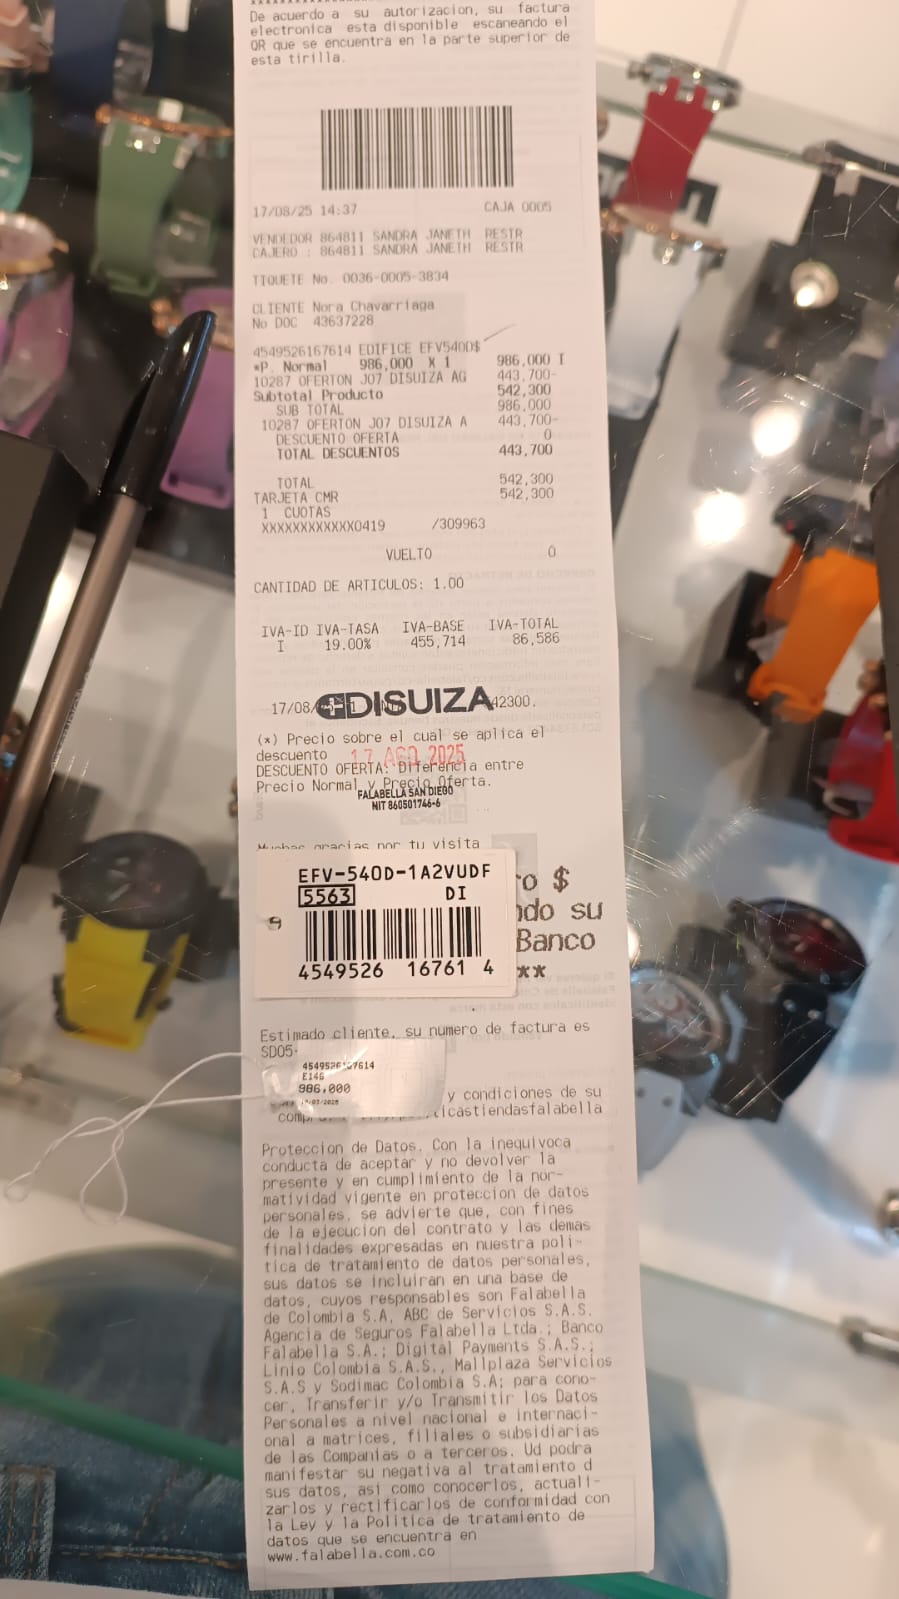 De acuerdo a su autorizacion, su factura
electronica esta disponible escaneando el
QR que se encuentra en la parte superior de
esta tirilla.
17/08/25 14:37 CAJA 0005
VENDEDOR 864811 SANDRA JANETH RESTR
CAJERO : 864811 SANDRA JANETH RESTR
TIQUETE No. 0036-0005-3834
CLIENTE Nora Chavarriaga
No DOC 43637228
4549526167614 EDIFICE EFV540D$
*P. Normal 986,000 X 1 986,000 I
10287 OFERTON J07 DISUIZA AG 443,700-
Subtotal Producto 542,300
SUB TOTAL 986,000
10287 OFERTON J07 DISUIZA A 443,700-
DESCUENTO OFERTA 0
TOTAL DESCUENTOS 443,700
TOTAL 542,300
TARJETA CMR 542,300
1 CUOTAS
XXXXXXXXXXXX0419 /309963
VUELTO 0
CANTIDAD DE ARTICULOS: 1.00
IVA-ID IVA-TASA IVA-BASE IVA-TOTAL
I 19.00% 455,714 86,586
17/08/ DISUIZA 42300.
(*) Precio sobre el cual se aplica el
descuento 17 AGO 2025
DESCUENTO OFERTA: Diferencia entre
Precio Normal y Precio Oferta.
FALABELLA SAN DIEGO
NIT 860501746-6
Muchas gracias por tu visita
EFV-540D-1A2VUDF
5563 DI
4549526 16761 4
o $
ndo su
Banco
**
Estimado cliente, su numero de factura es
SD05-
4549526167614
E146
986,000
y condiciones de su
ticastiendasfalabella
Proteccion de Datos. Con la inequivoca
conducta de aceptar y no devolver la
presente y en cumplimiento de la nor-
matividad vigente en proteccion de datos
personales, se advierte que, con fines
de la ejecucion del contrato y las demas
finalidades expresadas en nuestra poli-
tica de tratamiento de datos personales,
sus datos se incluiran en una base de
datos, cuyos responsables son Falabella
de Colombia S.A, ABC de Servicios S.A.S.
Agencia de Seguros Falabella Ltda.; Banco
Falabella S.A.; Digital Payments S.A.S.;
Linio Colombia S.A.S., Mallplaza Servicios
S.A.S y Sodimac Colombia S.A; para cono-
cer, Transferir y/o Transmitir los Datos
Personales a nivel nacional e internaci-
onal a matrices, filiales o subsidiarias
de las Companias o a terceros. Ud podra
manifestar su negativa al tratamiento d
sus datos, asi como conocerlos, actuali-
zarlos y rectificarlos de conformidad con
la Ley y la Politica de tratamiento de
datos que se encuentra en
www.falabella.com.co